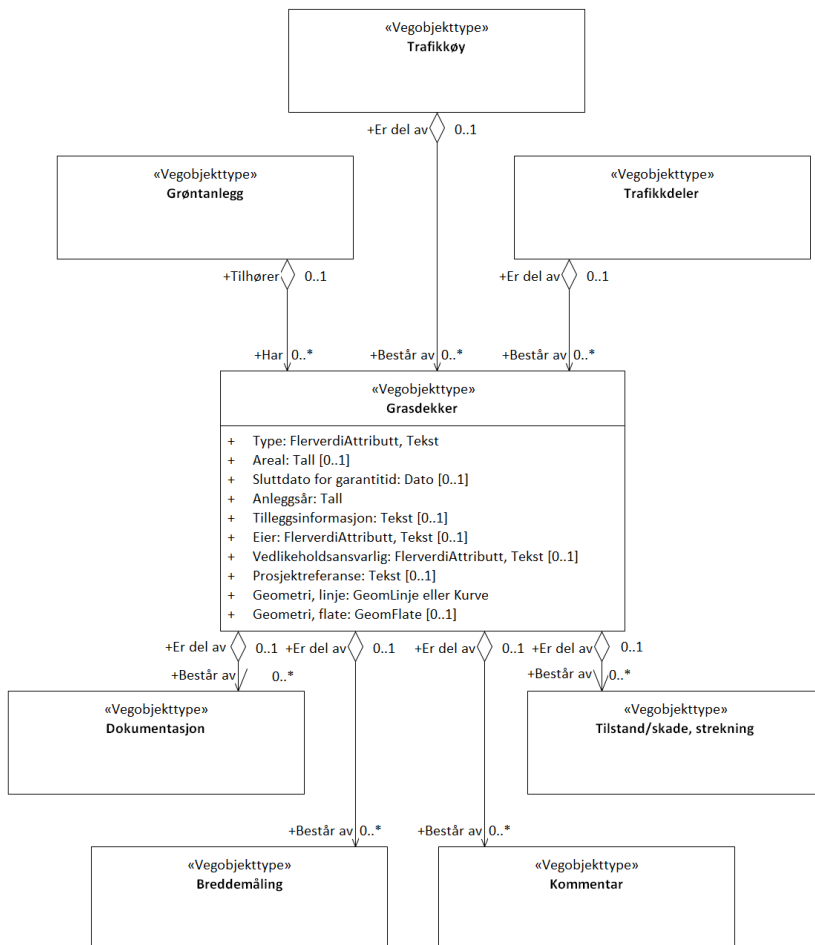 «Vegobjekttype»
Trafikkøy
+Er del av 0..1
«Vegobjekttype»
Grøntanlegg
«Vegobjekttype»
Trafikkdeler
+Tilhører 0..1
+Er del av 0..1
+Har 0..*
+Består av 0..*
+Består av 0..*
«Vegobjekttype»
Grasdekker
+ Type: FlerverdiAttributt, Tekst
+ Areal: Tall [0..1]
+ Sluttdato for garantitid: Dato [0..1]
+ Anleggsår: Tall
+ Tilleggsinformasjon: Tekst [0..1]
+ Eier: FlerverdiAttributt, Tekst [0..1]
+ Vedlikeholdsansvarlig: FlerverdiAttributt, Tekst [0..1]
+ Prosjektreferanse: Tekst [0..1]
+ Geometri, linje: GeomLinje eller Kurve
+ Geometri, flate: GeomFlate [0..1]
+Er del av 0..1
+Er del av 0..1
+Er del av 0..1
+Er del av 0..1
+Består av 0..*
+Består av 0..*
«Vegobjekttype»
Dokumentasjon
«Vegobjekttype»
Tilstand/skade, strekning
+Består av 0..*
+Består av 0..*
«Vegobjekttype»
Breddemåling
«Vegobjekttype»
Kommentar